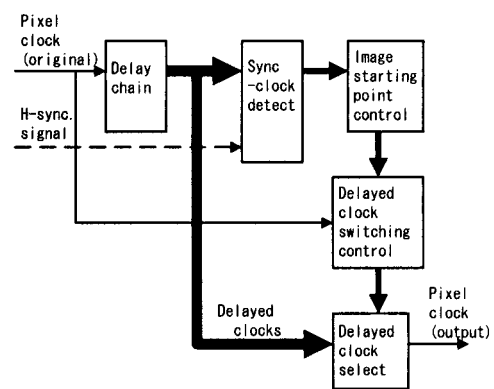 Pixel
clock
(original)
Delay
chain
Sync
-clock
detect
Image
starting
point
control
H-sync.
signal
Delayed
clock
switching
control
Delayed
clocks
Delayed
clock
select
Pixel
clock
(output)